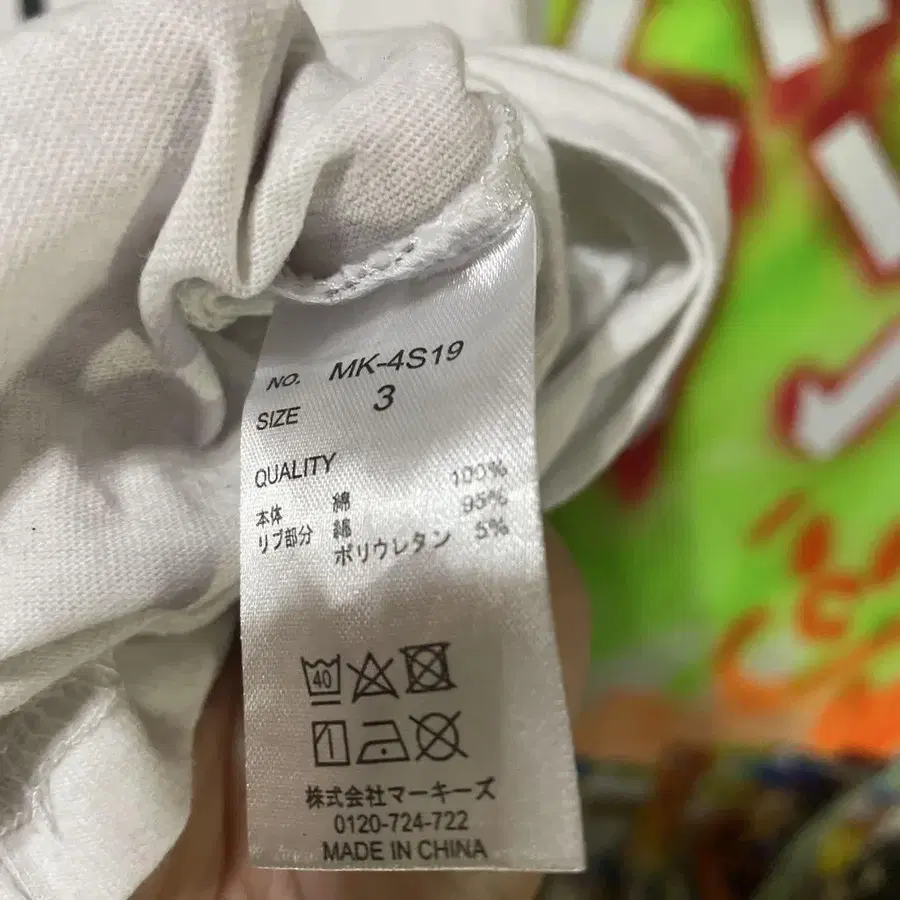 NO. MK-4S19
SIZE 3
QUALITY
本体 綿 100%
リブ部分 綿 95%
ポリウレタン 5%
40
株式会社マーキーズ
0120-724-722
MADE IN CHINA